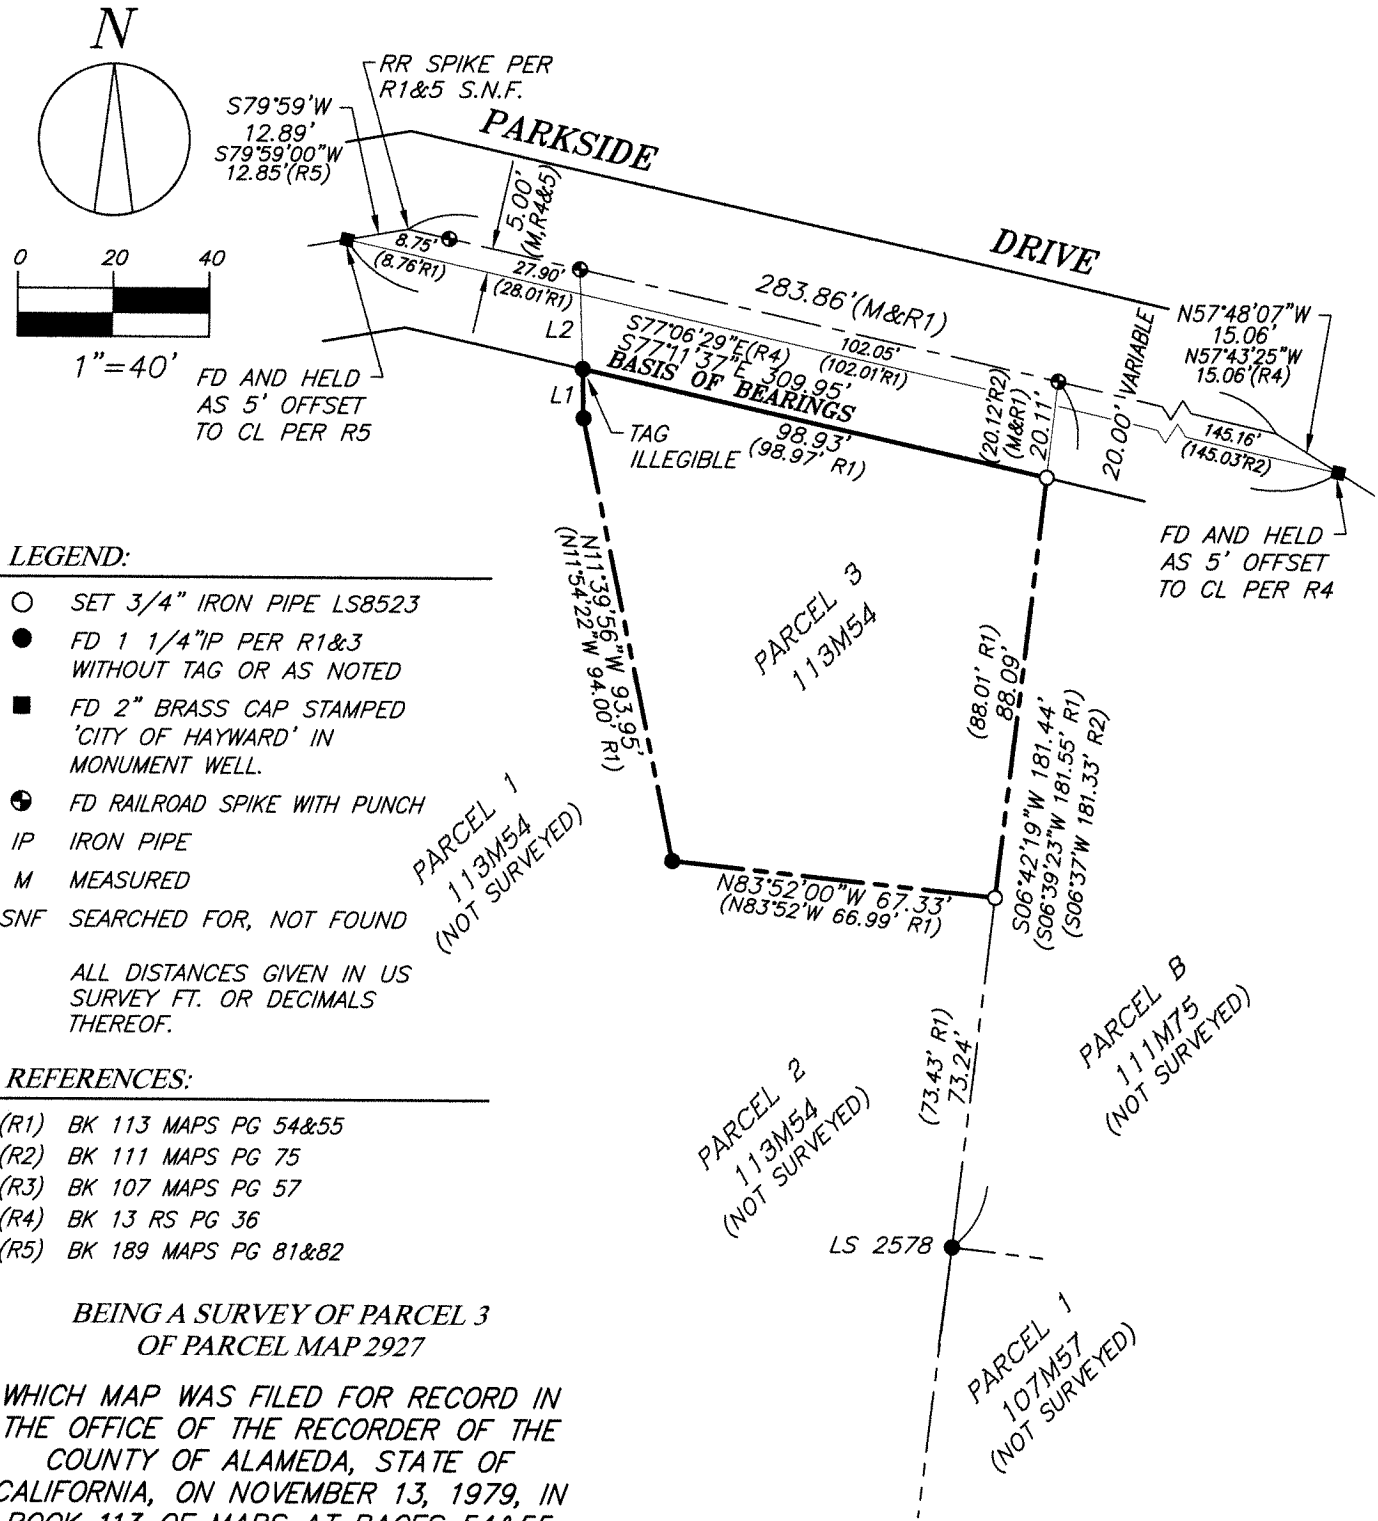 N
RR SPIKE PER
R1&5 S.N.F.
S79°59'W
12.89'
S79°59'00"W
12.85'(R5)
PARKSIDE
DRIVE
5.00'
(M,R4&5)
8.75'
(8.76'R1)
27.90'
(28.01'R1)
283.86'(M&R1)
S77°06'29"E(R4)
S77°11'37"E 309.95'
BASIS OF BEARINGS
102.05'
(102.01'R1)
98.93'
(98.97' R1)
(20.12'R2)
(M&R1)
20.11'
20.00' VARIABLE
N57°48'07"W
15.06'
N57°43'25"W
15.06'(R4)
145.16'
(145.03'R2)
0 20 40
1"=40'
FD AND HELD
AS 5' OFFSET
TO CL PER R5
L2
L1
TAG
ILLEGIBLE
FD AND HELD
AS 5' OFFSET
TO CL PER R4
N11°39'56"W 93.95'
(N11°54'22"W 94.00' R1)
PARCEL 3
113M54
(88.01' R1)
88.09'
S06°42'19"W 181.44'
(S06°39'23"W 181.55' R1)
(S06°37'W 181.33' R2)
N83°52'00"W 67.33'
(N83°52'W 66.99' R1)
PARCEL 1
113M54
(NOT SURVEYED)
PARCEL B
111M75
(NOT SURVEYED)
(73.43' R1)
73.24'
PARCEL 2
113M54
(NOT SURVEYED)
LS 2578
PARCEL 1
107M57
(NOT SURVEYED)
LEGEND:
SET 3/4" IRON PIPE LS8523
FD 1 1/4"IP PER R1&3
WITHOUT TAG OR AS NOTED
FD 2" BRASS CAP STAMPED
'CITY OF HAYWARD' IN
MONUMENT WELL.
FD RAILROAD SPIKE WITH PUNCH
IP IRON PIPE
M MEASURED
SNF SEARCHED FOR, NOT FOUND
ALL DISTANCES GIVEN IN US
SURVEY FT. OR DECIMALS
THEREOF.
REFERENCES:
(R1) BK 113 MAPS PG 54&55
(R2) BK 111 MAPS PG 75
(R3) BK 107 MAPS PG 57
(R4) BK 13 RS PG 36
(R5) BK 189 MAPS PG 81&82
BEING A SURVEY OF PARCEL 3
OF PARCEL MAP 2927
WHICH MAP WAS FILED FOR RECORD IN
THE OFFICE OF THE RECORDER OF THE
COUNTY OF ALAMEDA, STATE OF
CALIFORNIA, ON NOVEMBER 13, 1979, IN
BOOK 113 OF MAPS AT PAGES 54&55